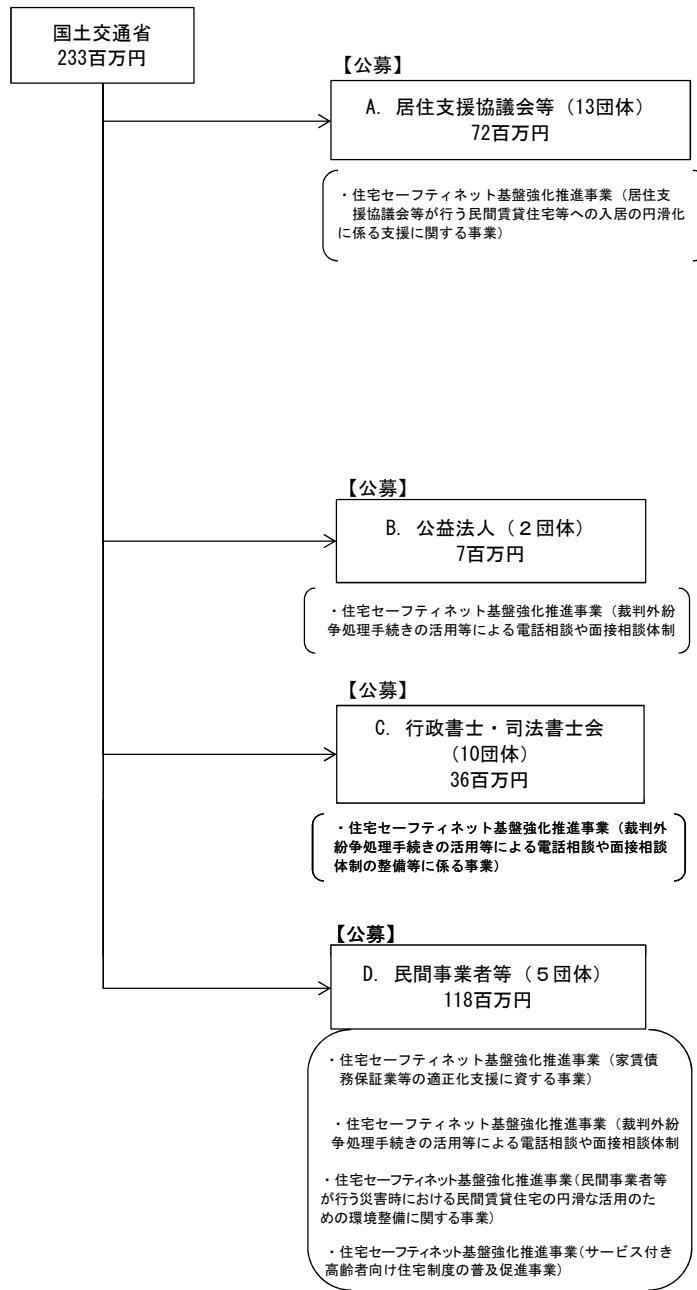 国土交通省
233百万円
【公募】
A. 居住支援協議会等（13団体）
72百万円
・住宅セーフティネット基盤強化推進事業（居住支
援協議会等が行う民間賃貸住宅等への入居の円滑化
に係る支援に関する事業）
【公募】
B. 公益法人（２団体）
7百万円
・住宅セーフティネット基盤強化推進事業（裁判外紛
争処理手続きの活用等による電話相談や面接相談体制
【公募】
C. 行政書士・司法書士会
(10団体)
36百万円
・住宅セーフティネット基盤強化推進事業（裁判外
紛争処理手続きの活用等による電話相談や面接相談
体制の整備等に係る事業）
【公募】
D. 民間事業者等（５団体）
118百万円
・住宅セーフティネット基盤強化推進事業（家賃債
務保証業等の適正化支援に資する事業）
・住宅セーフティネット基盤強化推進事業（裁判外紛
争処理手続きの活用等による電話相談や面接相談体制
・住宅セーフティネット基盤強化推進事業(民間事業者等
が行う災害時における民間賃貸住宅の円滑な活用のた
めの環境整備に関する事業)
・住宅セーフティネット基盤強化推進事業(サービス付き
高齢者向け住宅制度の普及促進事業)